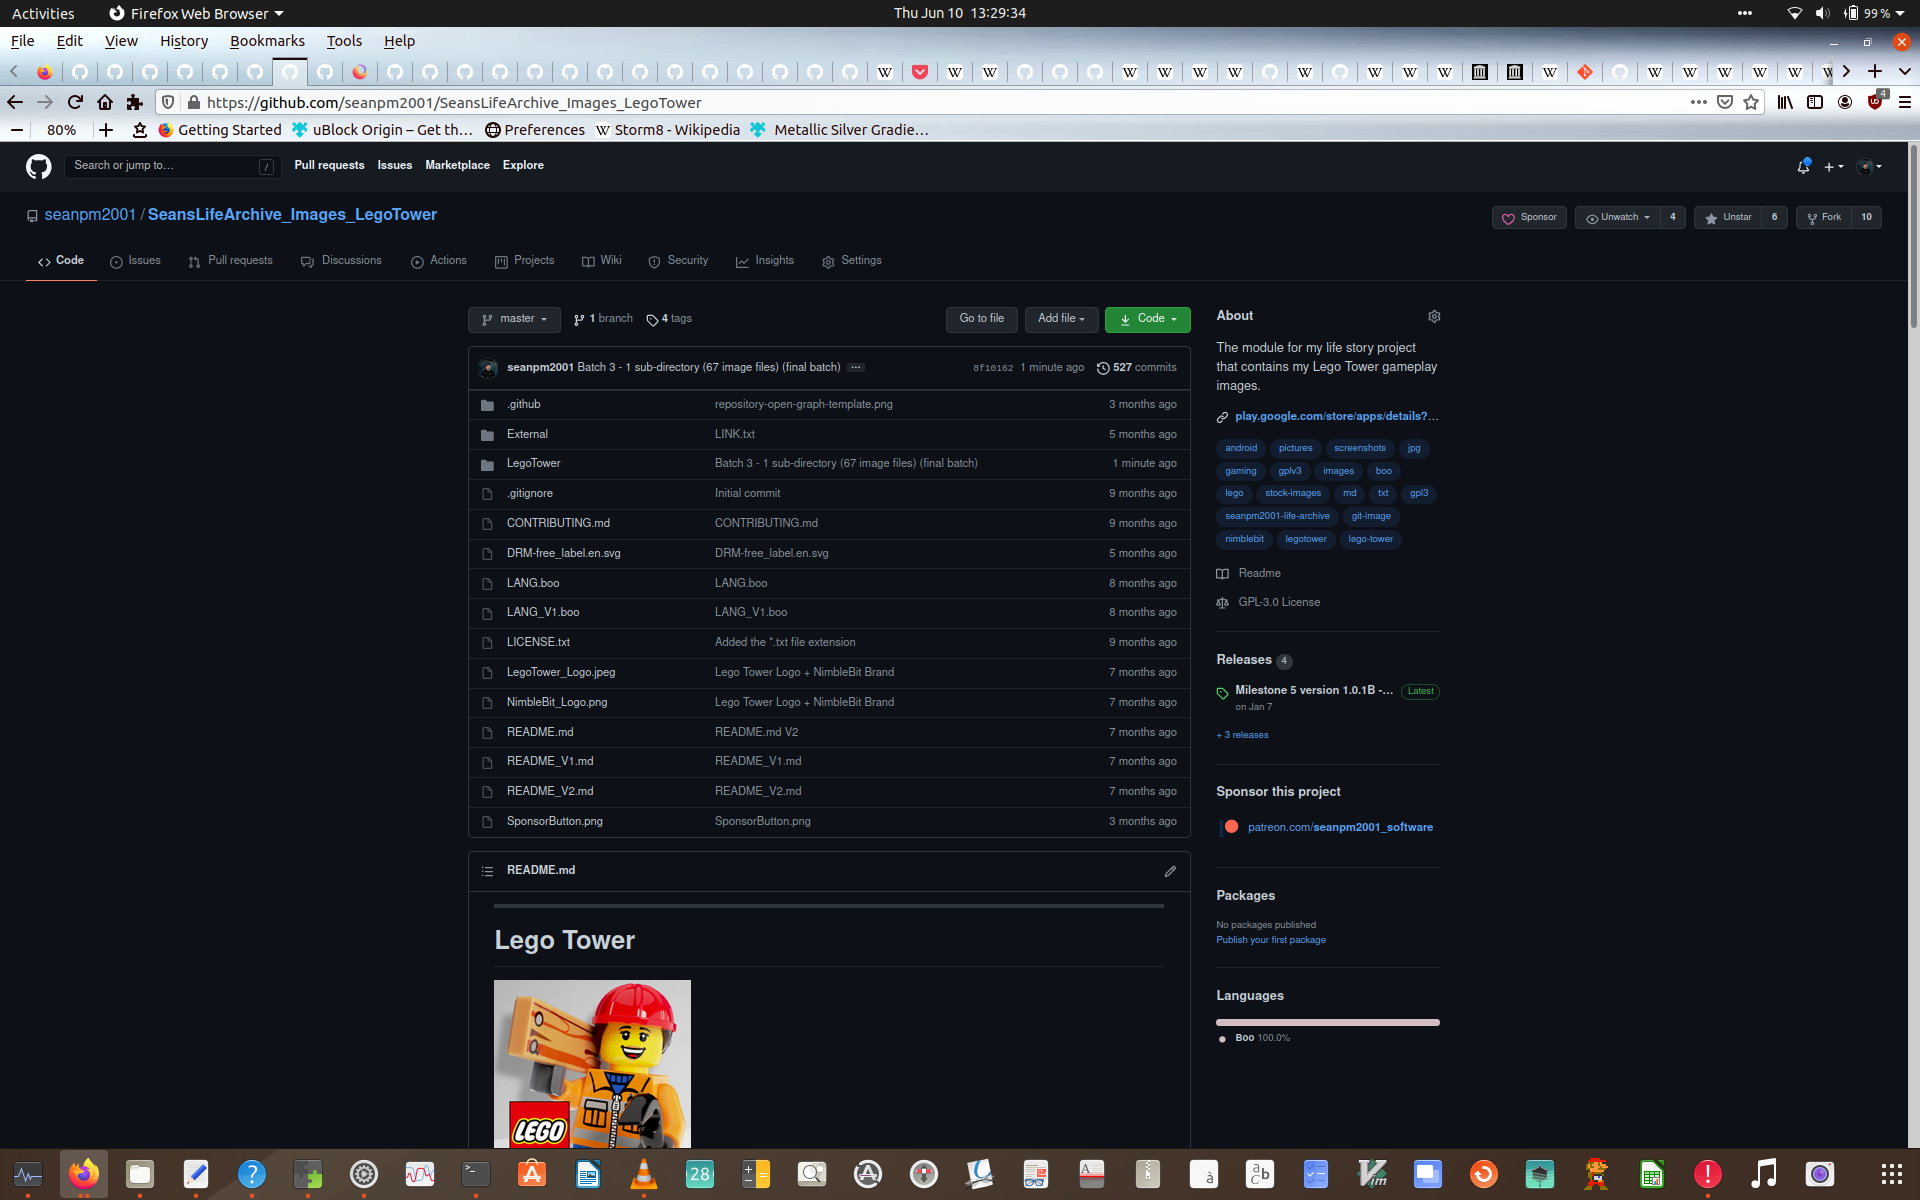 Activities Firefox Web Browser Thu Jun 10 13:29:34 99 %
File Edit View History Bookmarks Tools Help
https://github.com/seanpm2001/SeansLifeArchive_Images_LegoTower 4
80% Getting Started uBlock Origin – Get th… Preferences Storm8 - Wikipedia Metallic Silver Gradie…
Search or jump to… / Pull requests Issues Marketplace Explore
seanpm2001 / SeansLifeArchive_Images_LegoTower Sponsor Unwatch 4 Unstar 6 Fork 10
Code Issues Pull requests Discussions Actions Projects Wiki Security Insights Settings
master 1 branch 4 tags Go to file Add file Code
seanpm2001 Batch 3 - 1 sub-directory (67 image files) (final batch) ··· 8f10162 1 minute ago 527 commits
.github repository-open-graph-template.png 3 months ago
External LINK.txt 5 months ago
LegoTower Batch 3 - 1 sub-directory (67 image files) (final batch) 1 minute ago
.gitignore Initial commit 9 months ago
CONTRIBUTING.md CONTRIBUTING.md 9 months ago
DRM-free_label.en.svg DRM-free_label.en.svg 5 months ago
LANG.boo LANG.boo 8 months ago
LANG_V1.boo LANG_V1.boo 8 months ago
LICENSE.txt Added the *.txt file extension 9 months ago
LegoTower_Logo.jpeg Lego Tower Logo + NimbleBit Brand 7 months ago
NimbleBit_Logo.png Lego Tower Logo + NimbleBit Brand 7 months ago
README.md README.md V2 7 months ago
README_V1.md README_V1.md 7 months ago
README_V2.md README_V2.md 7 months ago
SponsorButton.png SponsorButton.png 3 months ago
README.md
Lego Tower
LEGO
About
The module for my life story project
that contains my Lego Tower gameplay
images.
play.google.com/store/apps/details?…
android pictures screenshots jpg
gaming gplv3 images boo
lego stock-images md txt gpl3
seanpm2001-life-archive git-image
nimblebit legotower lego-tower
Readme
GPL-3.0 License
Releases 4
Milestone 5 version 1.0.1B -… Latest
on Jan 7
+ 3 releases
Sponsor this project
patreon.com/seanpm2001_software
Packages
No packages published
Publish your first package
Languages
Boo 100.0%
28